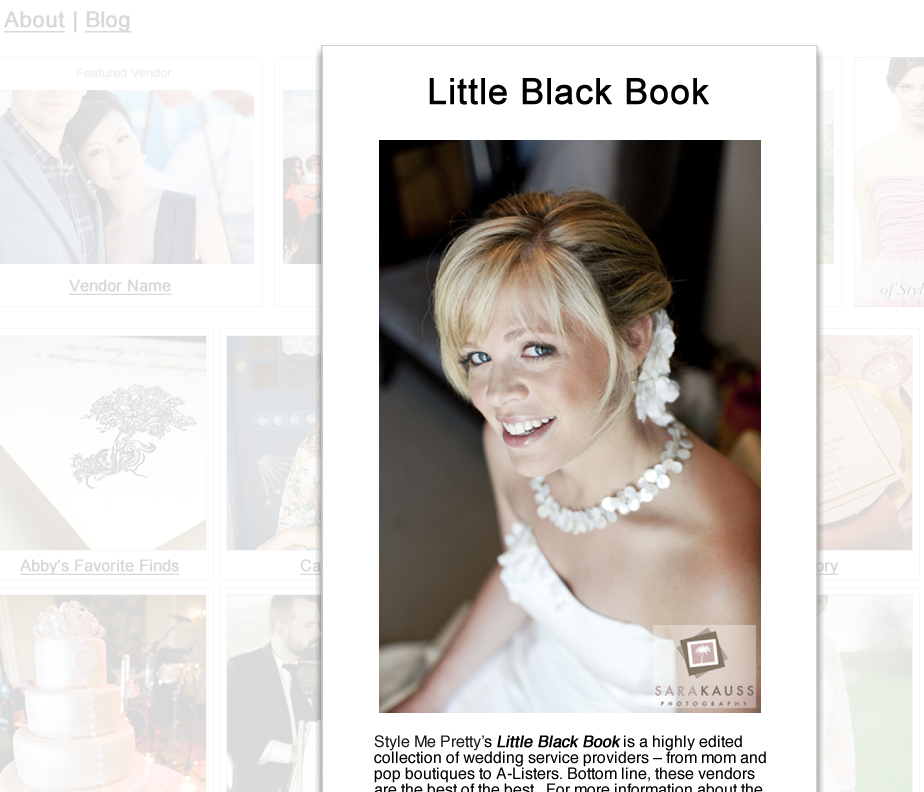 About | Blog
Featured Vendor
Little Black Book
Vendor Name
of Styl
Abby's Favorite Finds
Ca
ory
SARAKAUSS
PHOTOGRAPHY
Style Me Pretty's Little Black Book is a highly edited
collection of wedding service providers – from mom and
pop boutiques to A-Listers. Bottom line, these vendors
are the best of the best. For more information about the